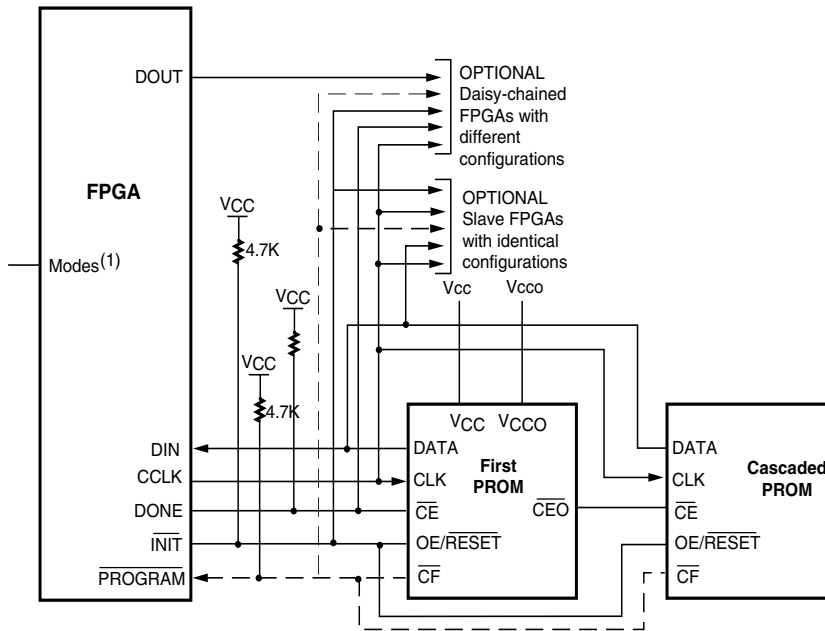 DOUT
FPGA
Modes(1)
DIN
CCLK
DONE
INIT
PROGRAM
VCC
4.7K
VCC
VCC
4.7K
OPTIONAL
Daisy-chained
FPGAs with
different
configurations
OPTIONAL
Slave FPGAs
with identical
configurations
Vcc
Vcco
VCC
VCCO
DATA
First
PROM
CLK
CE
CEO
OE/RESET
CF
DATA
CLK
Cascaded
PROM
CE
OE/RESET
CF